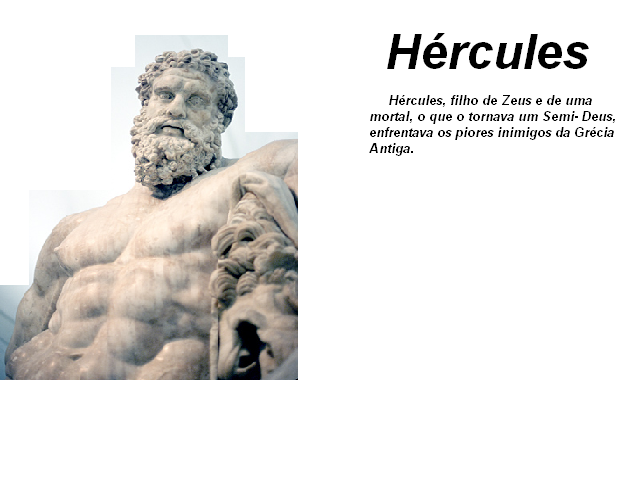 Hércules
Hércules, filho de Zeus e de uma
mortal, o que o tornava um Semi- Deus,
enfrentava os piores inimigos da Grécia
Antiga.